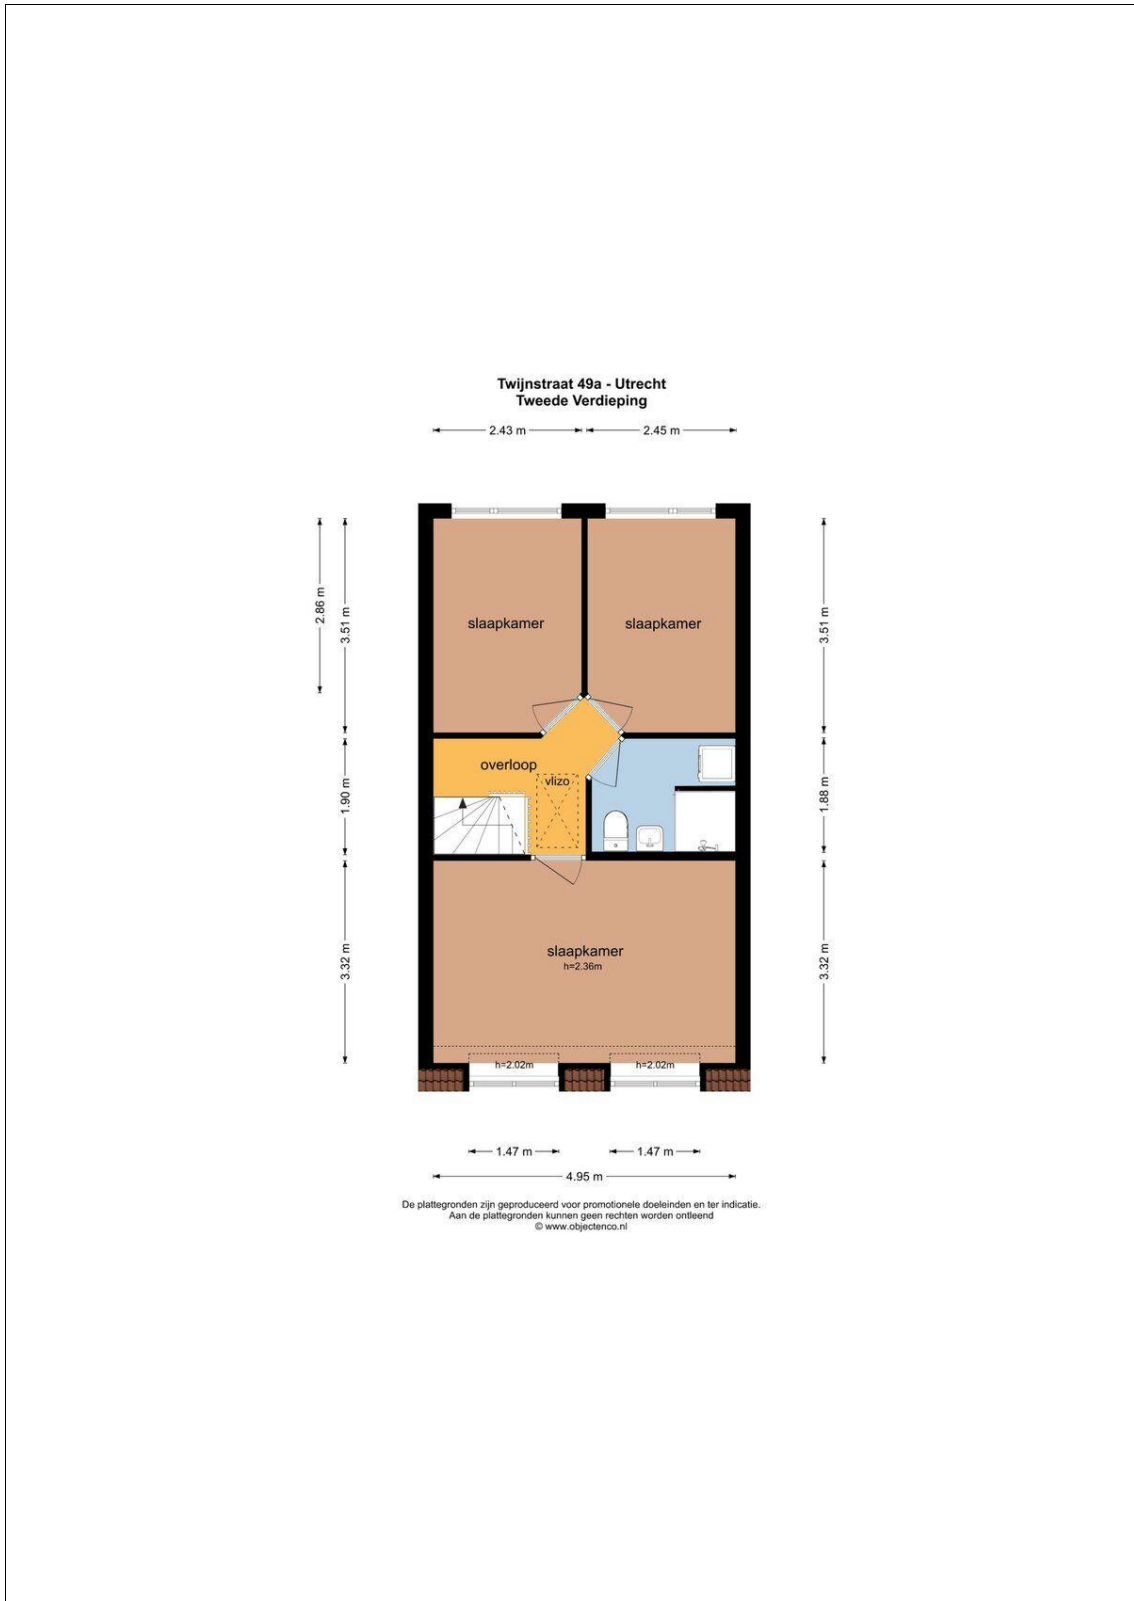 Twijnstraat 49a - Utrecht
Tweede Verdieping
2.43 m
2.45 m
2.86 m
3.51 m
3.51 m
slaapkamer
slaapkamer
overloop
vlizo
1.90 m
1.88 m
3.32 m
3.32 m
slaapkamer
h=2.36m
h=2.02m
h=2.02m
1.47 m
1.47 m
4.95 m
De plattegronden zijn geproduceerd voor promotionele doeleinden en ter indicatie.
Aan de plattegronden kunnen geen rechten worden ontleend
© www.objectenco.nl